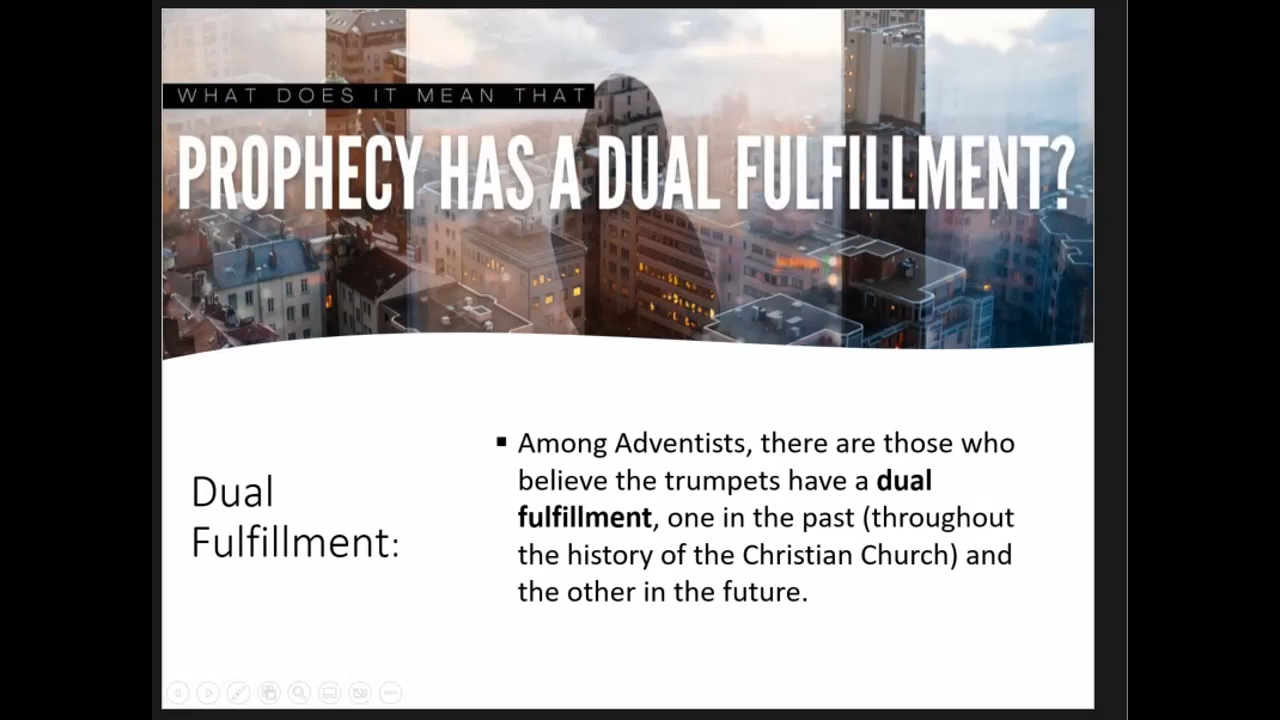 WHAT DOES IT MEAN THAT
PROPHECY HAS A DUAL FULFILLMENT?
Dual
Fulfillment:
▪ Among Adventists, there are those who
believe the trumpets have a dual
fulfillment, one in the past (throughout
the history of the Christian Church) and
the other in the future.